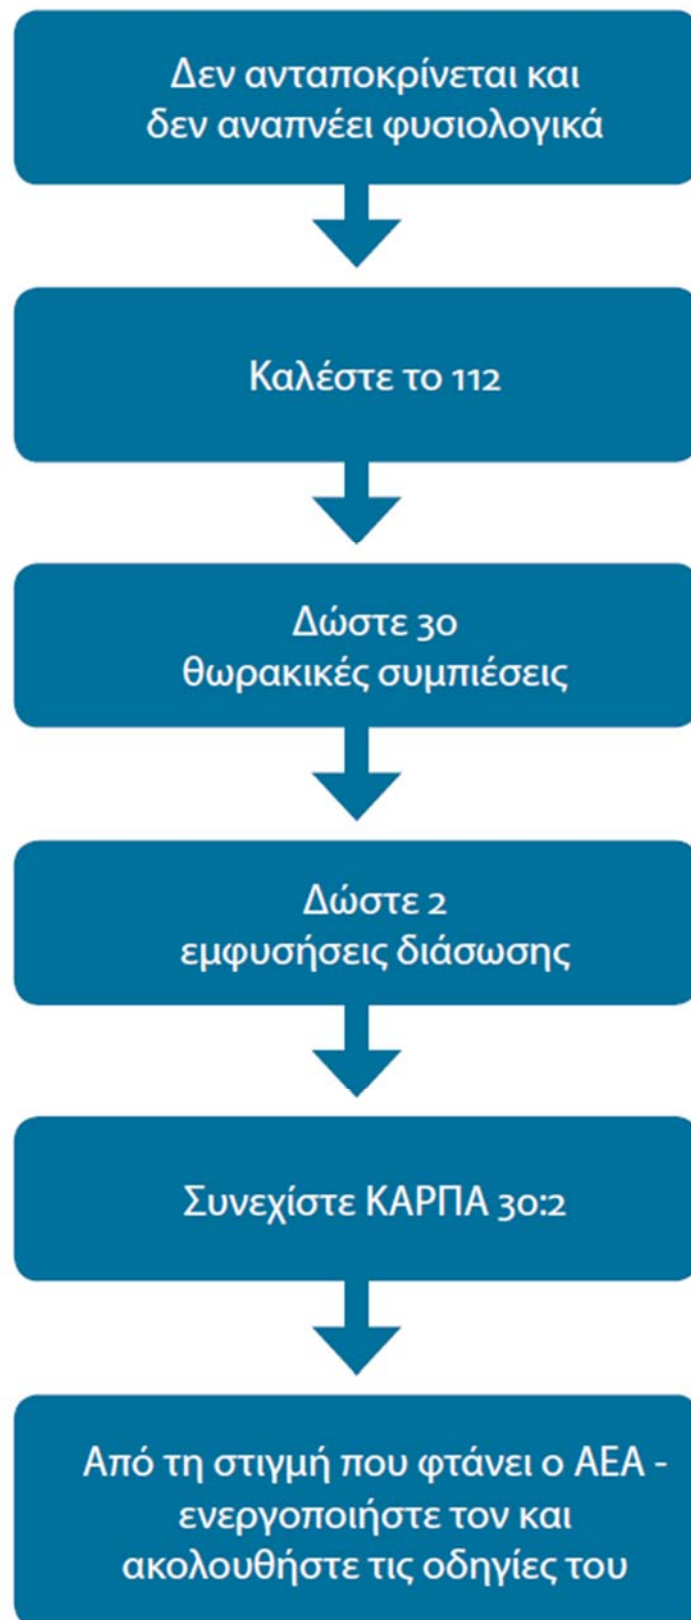 Δεν ανταποκρίνεται και
δεν αναπνέει φυσιολογικά
Καλέστε το 112
Δώστε 30
θωρακικές συμπιέσεις
Δώστε 2
εμφυσήσεις διάσωσης
Συνεχίστε ΚΑΡΠΑ 30:2
Από τη στιγμή που φτάνει ο ΑΕΑ -
ενεργοποιήστε τον και
ακολουθήστε τις οδηγίες του